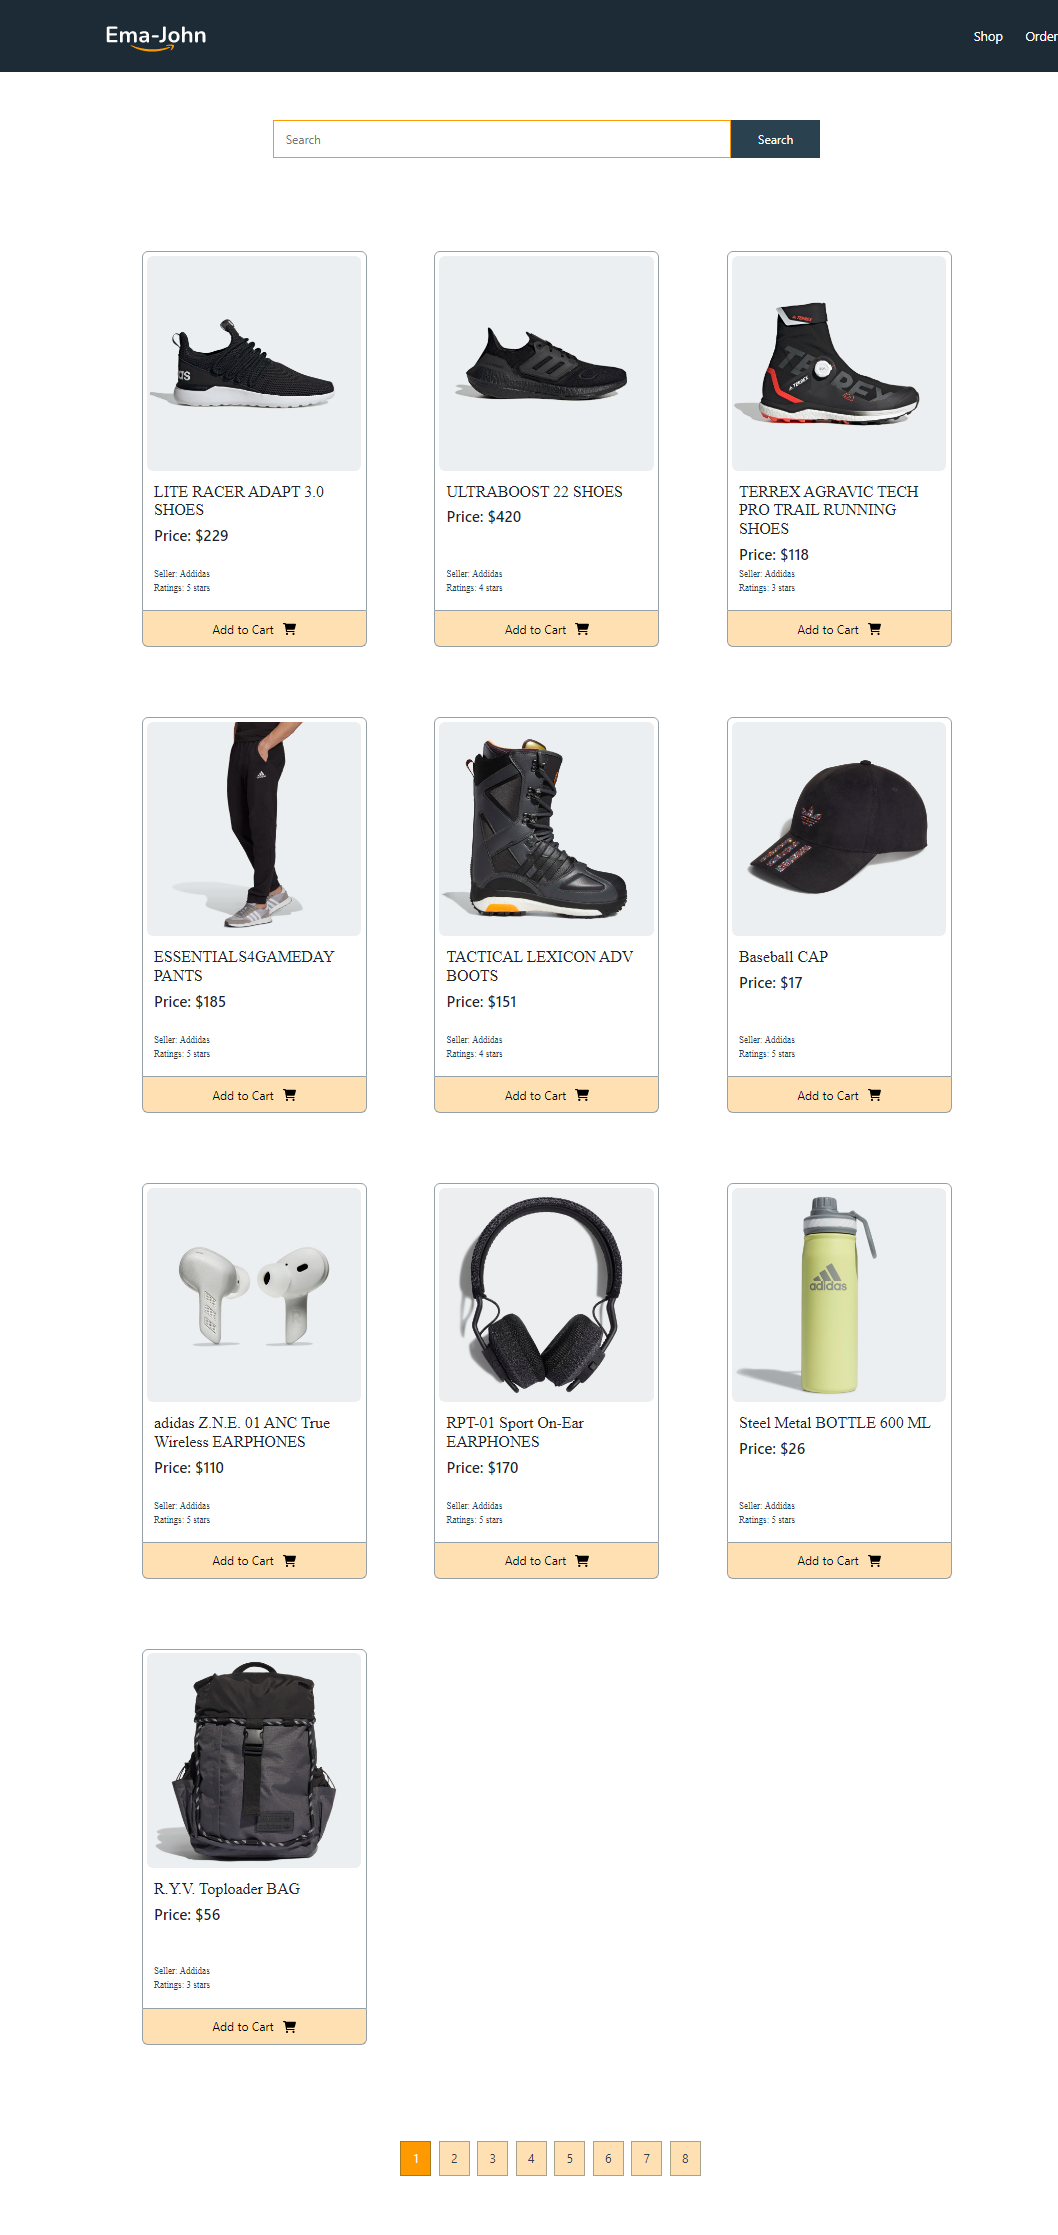 Ema-John
Shop Order
Search Search
LITE RACER ADAPT 3.0
SHOES
Price: $229
Seller: Addidas
Ratings: 5 stars
Add to Cart
ULTRABOOST 22 SHOES
Price: $420
Seller: Addidas
Ratings: 4 stars
Add to Cart
TERREX
TERREX AGRAVIC TECH
PRO TRAIL RUNNING
SHOES
Price: $118
Seller: Addidas
Ratings: 3 stars
Add to Cart
ESSENTIALS4GAMEDAY
PANTS
Price: $185
Seller: Addidas
Ratings: 5 stars
Add to Cart
TACTICAL LEXICON ADV
BOOTS
Price: $151
Seller: Addidas
Ratings: 4 stars
Add to Cart
Baseball CAP
Price: $17
Seller: Addidas
Ratings: 5 stars
Add to Cart
adidas Z.N.E. 01 ANC True
Wireless EARPHONES
Price: $110
Seller: Addidas
Ratings: 5 stars
Add to Cart
RPT-01 Sport On-Ear
EARPHONES
Price: $170
Seller: Addidas
Ratings: 5 stars
Add to Cart
adidas
Steel Metal BOTTLE 600 ML
Price: $26
Seller: Addidas
Ratings: 5 stars
Add to Cart
R.Y.V. Toploader BAG
Price: $56
Seller: Addidas
Ratings: 3 stars
Add to Cart
1 2 3 4 5 6 7 8